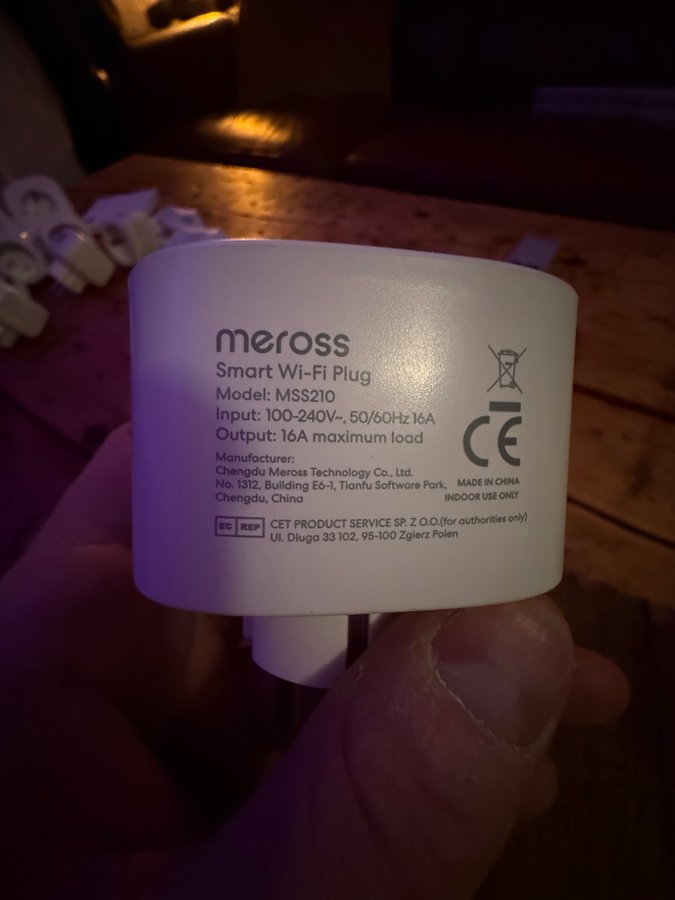 meross
Smart Wi-Fi Plug
Model: MSS210
Input: 100-240V~, 50/60Hz 16A
Output: 16A maximum load
Manufacturer:
Chengdu Meross Technology Co., Ltd.
No. 1312, Building E6-1, Tianfu Software Park,
Chengdu, China
CE
MADE IN CHINA
INDOOR USE ONLY
EC REP
CET PRODUCT SERVICE SP. Z O.O.(for authorities only)
Ul. Dluga 33 102, 95-100 Zgierz Polen